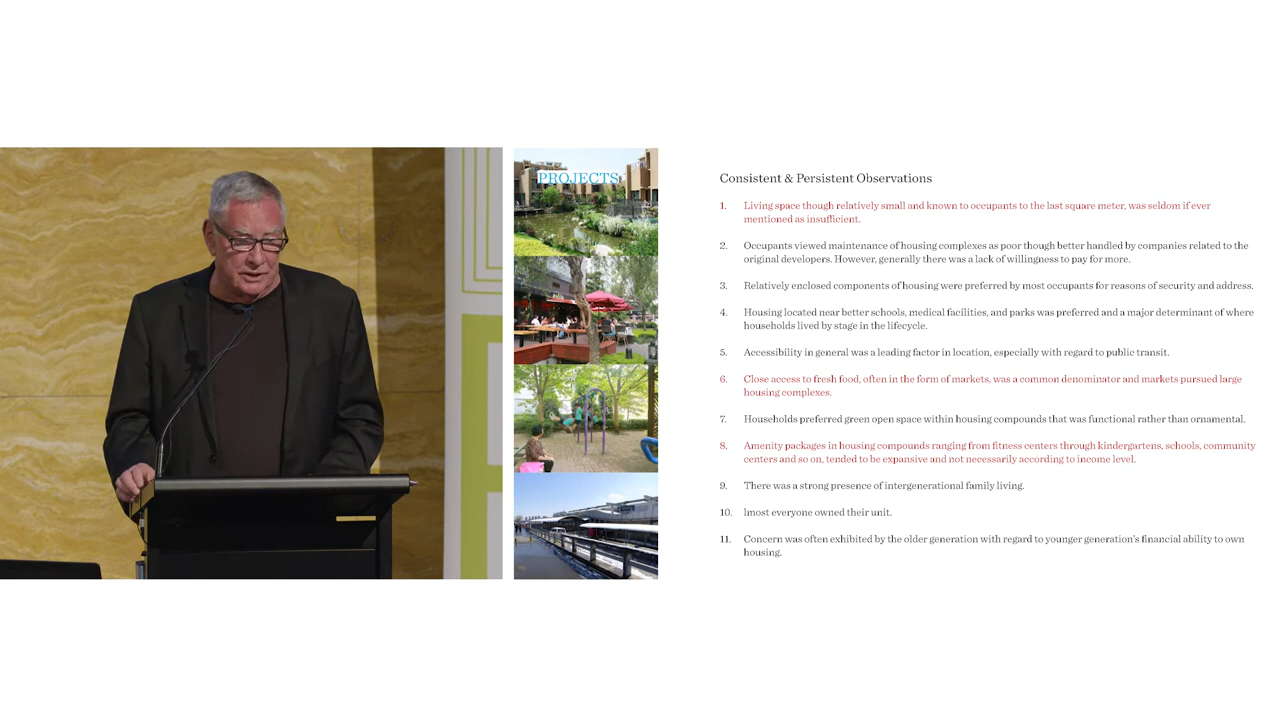 PROJECTS
Consistent & Persistent Observations
1. Living space though relatively small and known to occupants to the last square meter, was seldom if ever
mentioned as insufficient.
2. Occupants viewed maintenance of housing complexes as poor though better handled by companies related to the
original developers. However, generally there was a lack of willingness to pay for more.
3. Relatively enclosed components of housing were preferred by most occupants for reasons of security and address.
4. Housing located near better schools, medical facilities, and parks was preferred and a major determinant of where
households lived by stage in the lifecycle.
5. Accessibility in general was a leading factor in location, especially with regard to public transit.
6. Close access to fresh food, often in the form of markets, was a common denominator and markets pursued large
housing complexes.
7. Households preferred green open space within housing compounds that was functional rather than ornamental.
8. Amenity packages in housing compounds ranging from fitness centers through kindergartens, schools, community
centers and so on, tended to be expansive and not necessarily according to income level.
9. There was a strong presence of intergenerational family living.
10. lmost everyone owned their unit.
11. Concern was often exhibited by the older generation with regard to younger generation's financial ability to own
housing.